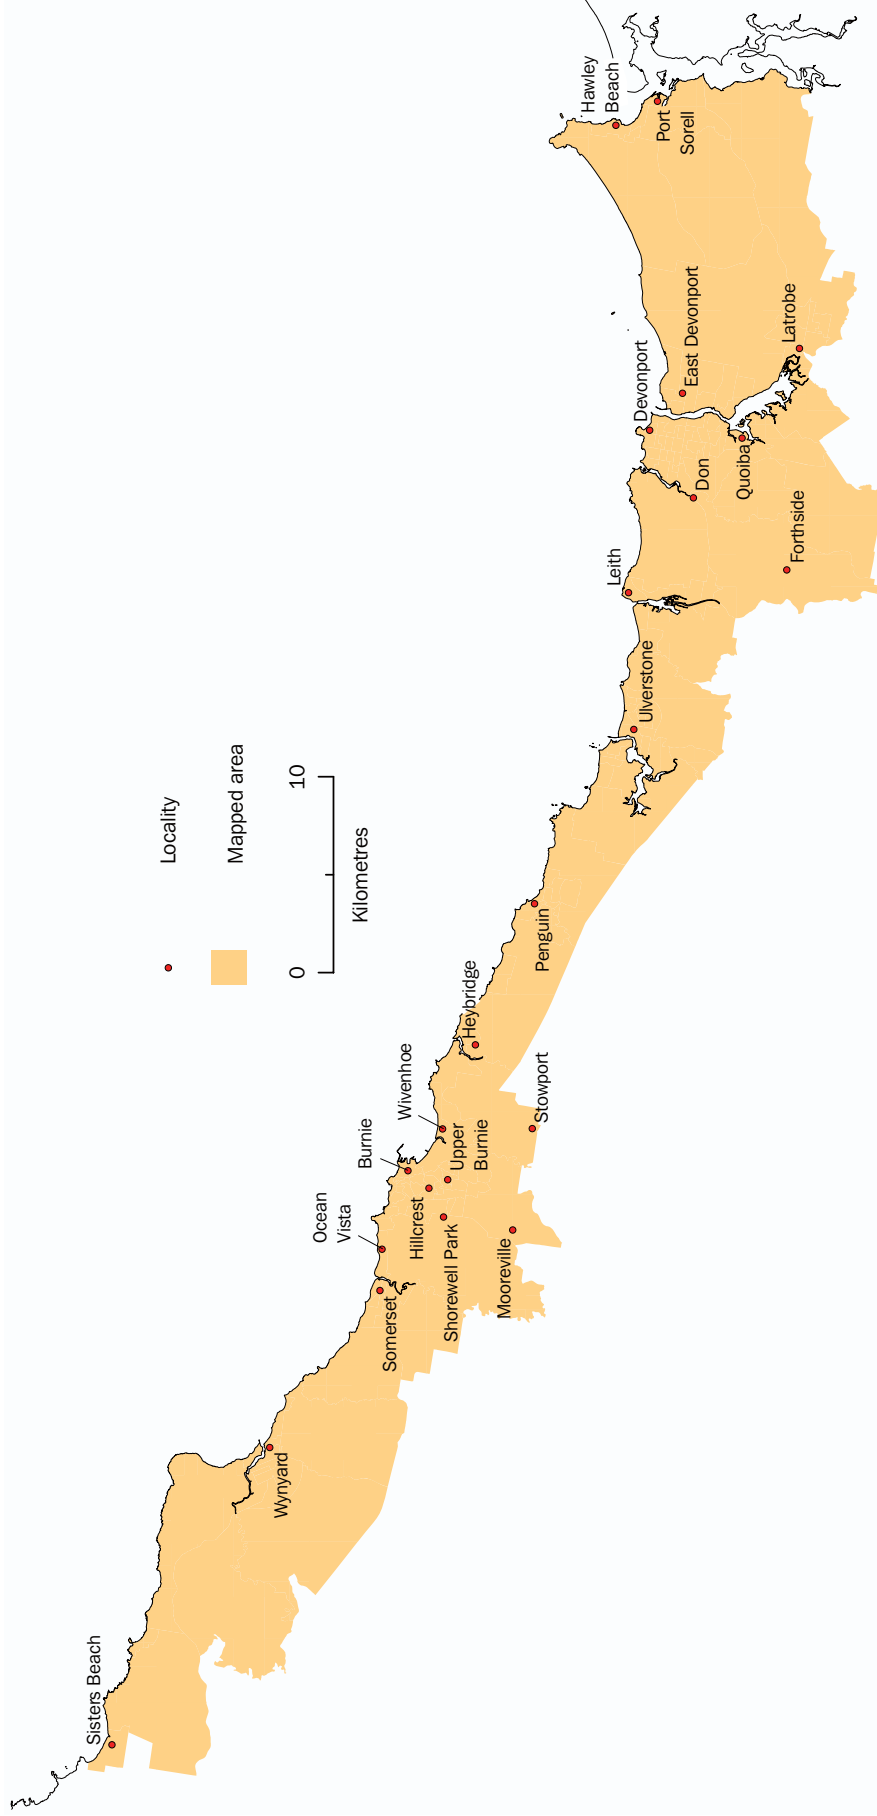 Locality
Mapped area
0
10
Kilometres
Sisters Beach
Wynyard
Somerset
Ocean
Vista
Burnie
Wivenhoe
Hillcrest
Upper
Burnie
Shorewell Park
Mooreville
Stowport
Heybridge
Penguin
Ulverstone
Leith
Forthside
Don
Devonport
Quoiba
East Devonport
Latrobe
Hawley
Beach
Port
Sorell